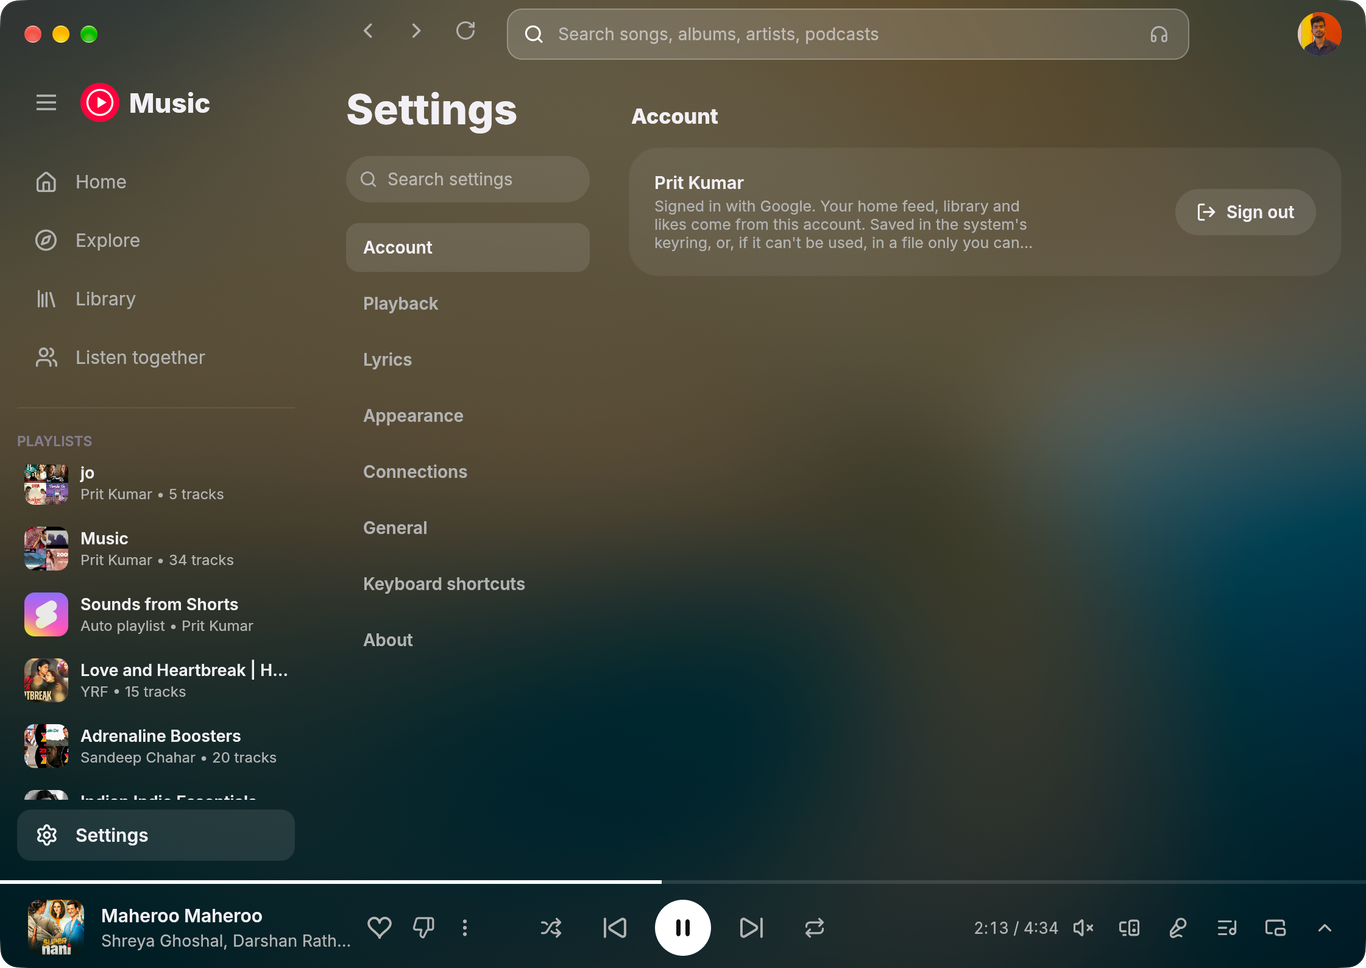 Search songs, albums, artists, podcasts
Music
Home
Explore
Library
Listen together
PLAYLISTS
jo
Prit Kumar • 5 tracks
Music
Prit Kumar • 34 tracks
Sounds from Shorts
Auto playlist • Prit Kumar
Love and Heartbreak | H...
YRF • 15 tracks
Adrenaline Boosters
Sandeep Chahar • 20 tracks
Indian Indie Essentials
Settings
Settings
Search settings
Account
Playback
Lyrics
Appearance
Connections
General
Keyboard shortcuts
About
Account
Prit Kumar
Signed in with Google. Your home feed, library and
likes come from this account. Saved in the system's
keyring, or, if it can't be used, in a file only you can...
Sign out
Maheroo Maheroo
Shreya Ghoshal, Darshan Rath...
2:13 / 4:34